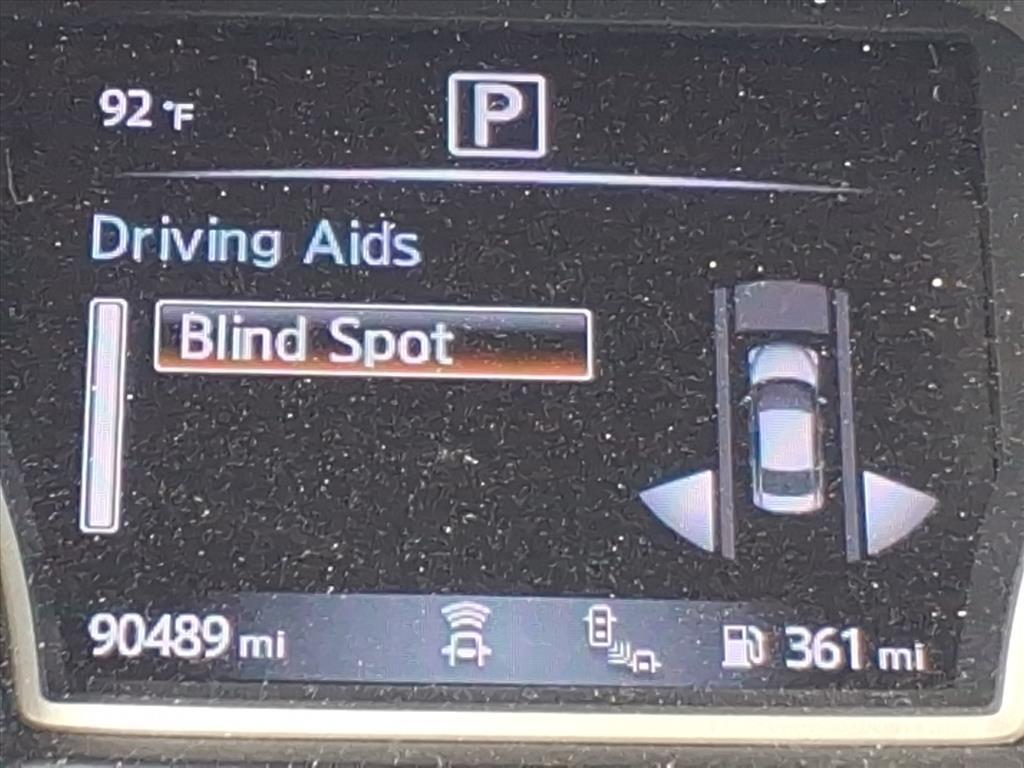 92 °F
P
Driving Aids
Blind Spot
90489 mi
361 mi